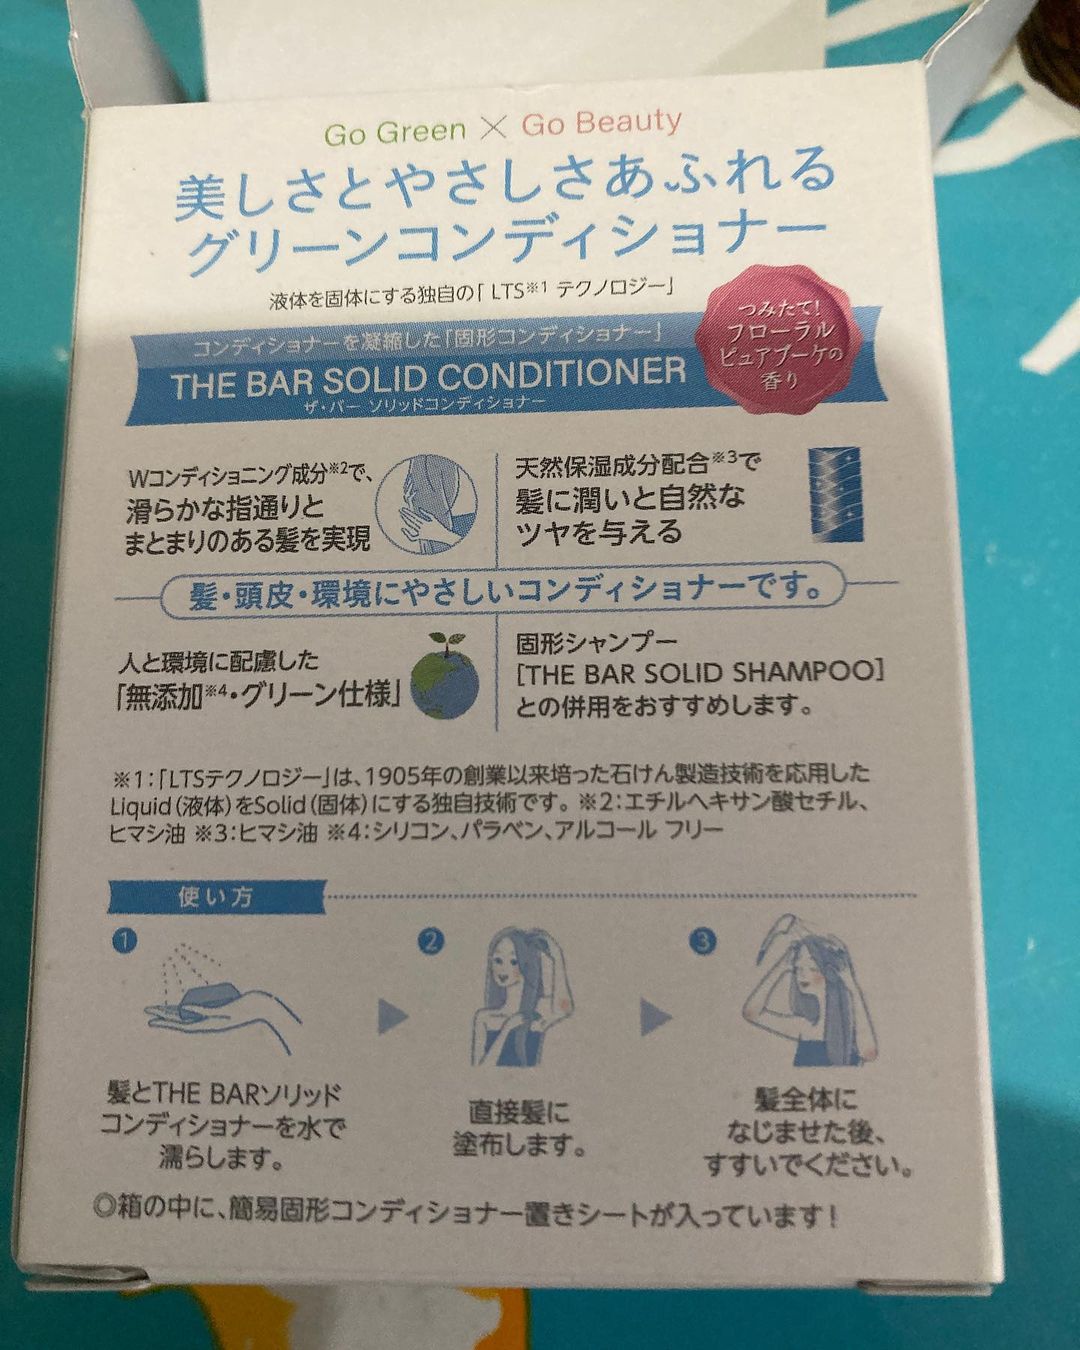 Go Green × Go Beauty
美しさとやさしさあふれる
グリーンコンディショナー
液体を固体にする独自の「LTS※1 テクノロジー」
つみたて!
フローラル
ピュアブーケの
香り
コンディショナーを凝縮した「固形コンディショナー」
THE BAR SOLID CONDITIONER
ザ・バー ソリッドコンディショナー
Wコンディショニング成分※2で、
滑らかな指通りと
まとまりのある髪を実現
天然保湿成分配合※3で
髪に潤いと自然な
ツヤを与える
髪・頭皮・環境にやさしいコンディショナーです。
人と環境に配慮した
「無添加※4・グリーン仕様」
固形シャンプー
[THE BAR SOLID SHAMPOO]
との併用をおすすめします。
※1:「LTSテクノロジー」は、1905年の創業以来培った石けん製造技術を応用した
Liquid(液体)をSolid(固体)にする独自技術です。※2:エチルヘキサン酸セチル、
ヒマシ油 ※3:ヒマシ油 ※4:シリコン、パラベン、アルコール フリー
使い方
1
髪とTHE BARソリッド
コンディショナーを水で
濡らします。
2
直接髪に
塗布します。
3
髪全体に
なじませた後、
すすいでください。
◎箱の中に、簡易固形コンディショナー置きシートが入っています!